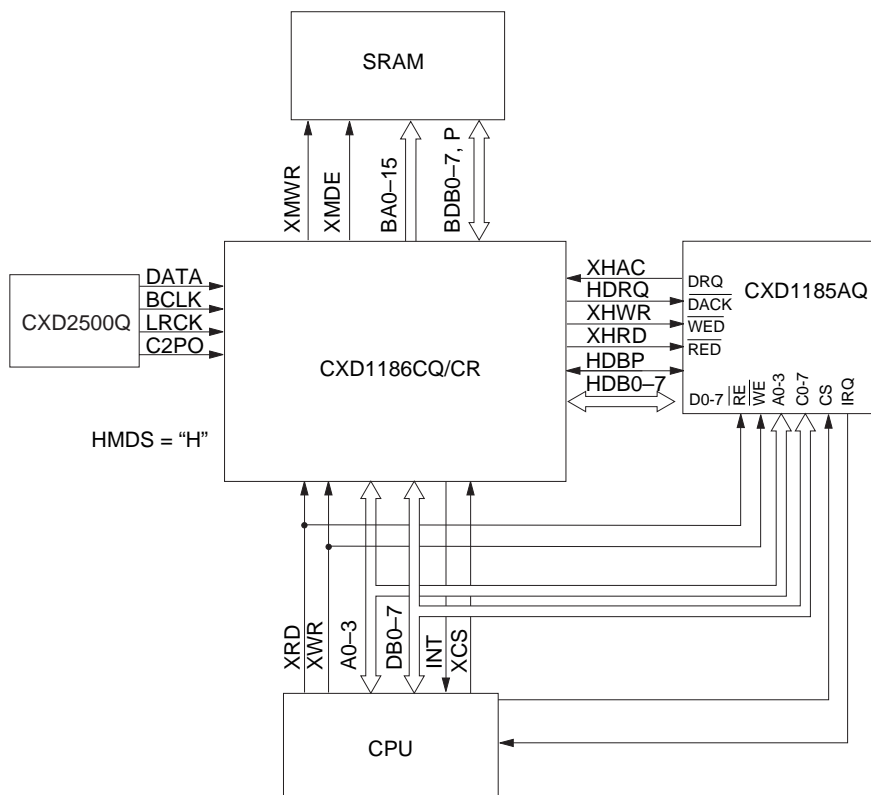 SRAM
XMWR
XMDE
BA0–15
BDB0–7, P
CXD2500Q
DATA
BCLK
LRCK
C2PO
CXD1186CQ/CR
HMDS = “H”
XHAC
HDRQ
XHWR
XHRD
HDBP
HDB0–7
CXD1185AQ
DRQ
DACK
WED
RED
D0-7
RE
WE
A0-3
C0-7
CS
IRQ
XRD
XWR
A0–3
DB0–7
INT
XCS
CPU